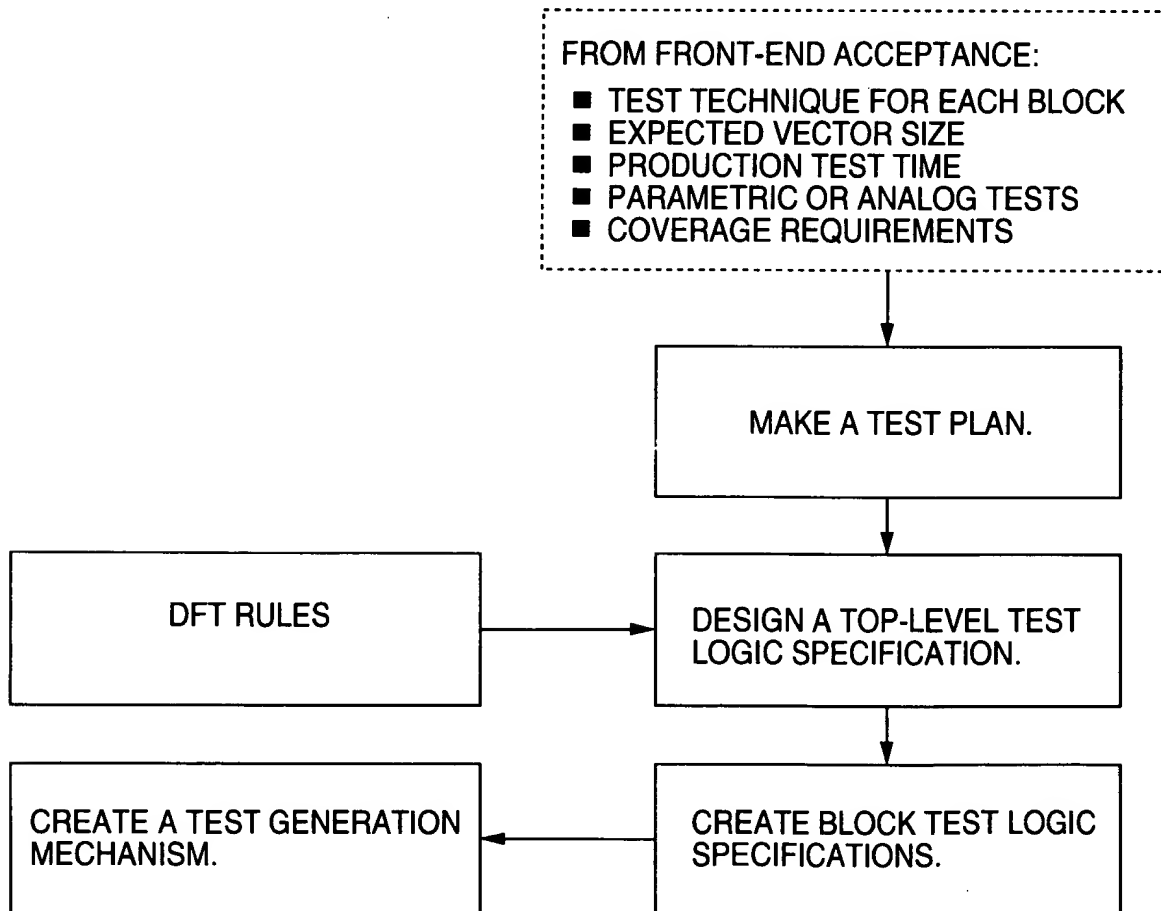 FROM FRONT-END ACCEPTANCE:
■ TEST TECHNIQUE FOR EACH BLOCK
■ EXPECTED VECTOR SIZE
■ PRODUCTION TEST TIME
■ PARAMETRIC OR ANALOG TESTS
■ COVERAGE REQUIREMENTS
MAKE A TEST PLAN.
DFT RULES
DESIGN A TOP-LEVEL TEST
LOGIC SPECIFICATION.
CREATE A TEST GENERATION
MECHANISM.
CREATE BLOCK TEST LOGIC
SPECIFICATIONS.